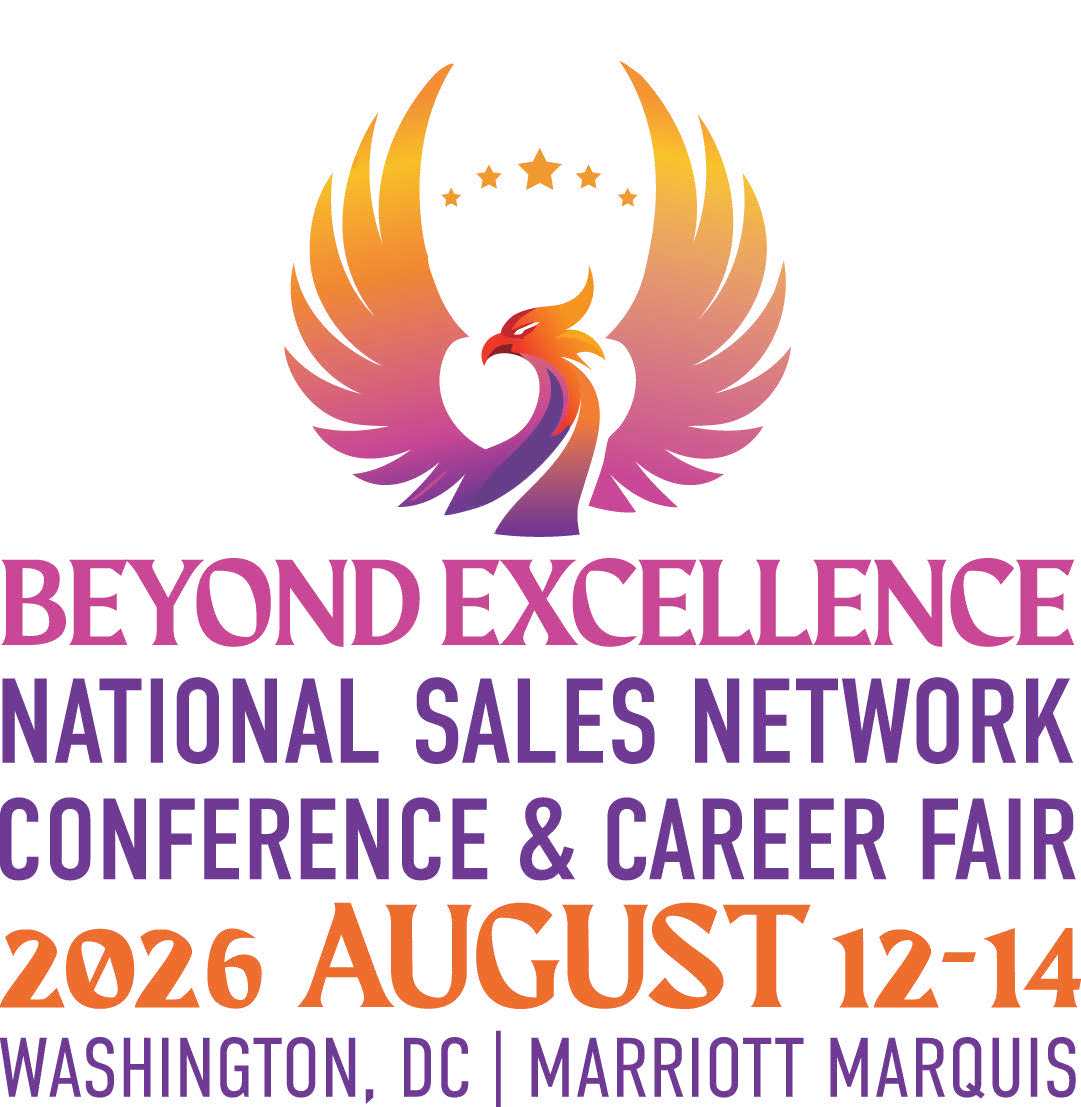 BEYOND EXCELLENCE
NATIONAL SALES NETWORK
CONFERENCE & CAREER FAIR
2026 AUGUST 12-14
WASHINGTON, DC | MARRIOTT MARQUIS